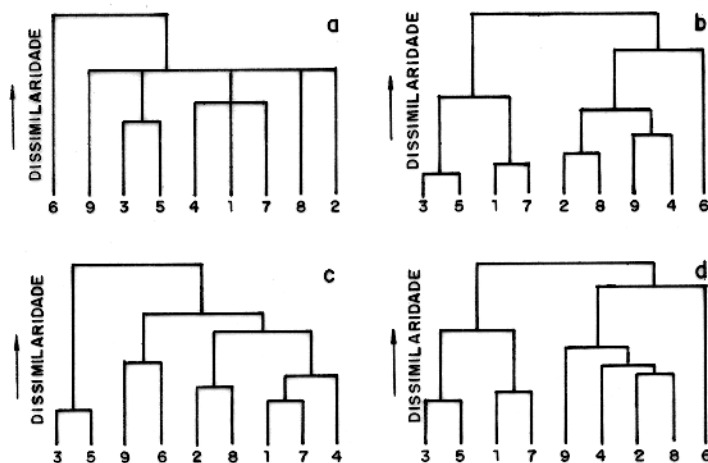 a
DISSIMILARIDADE
6 9 3 5 4 1 7 8 2
b
DISSIMILARIDADE
3 5 1 7 2 8 9 4 6
c
DISSIMILARIDADE
3 5 9 6 2 8 1 7 4
d
DISSIMILARIDADE
3 5 1 7 9 4 2 8 6